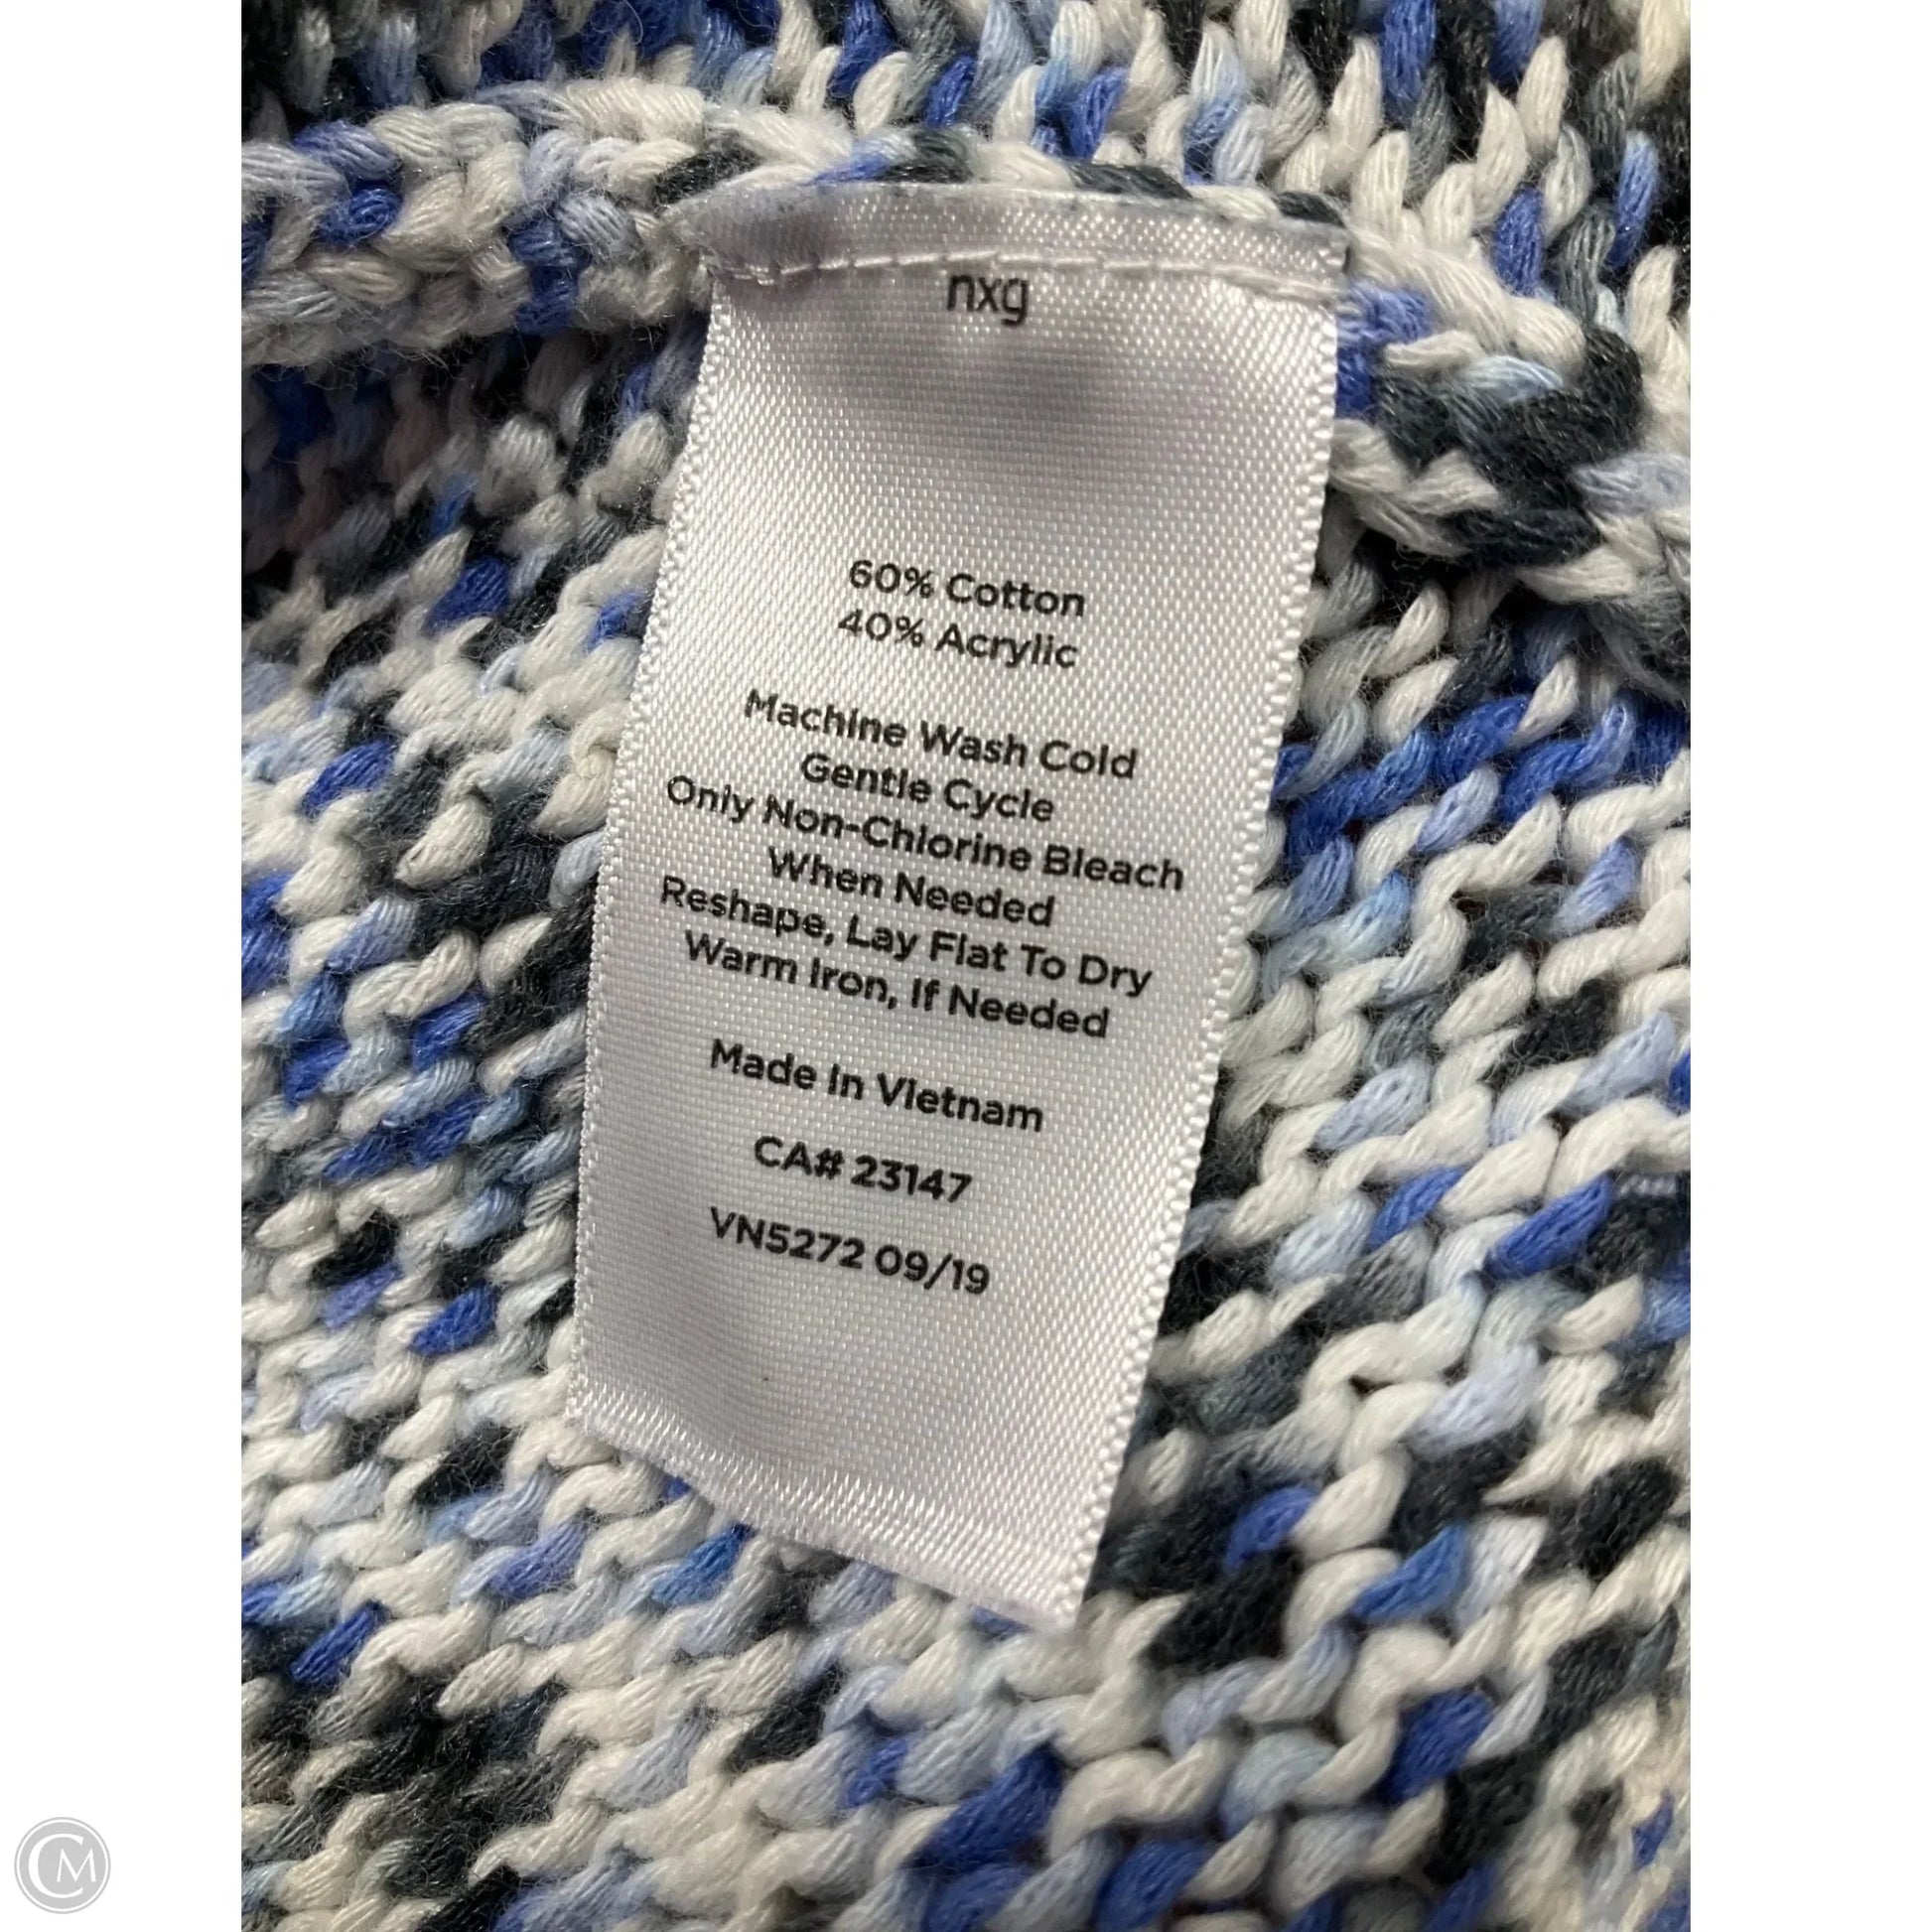 nxg
60% Cotton
40% Acrylic
Machine Wash Cold
Gentle Cycle
Only Non-Chlorine Bleach
When Needed
Reshape, Lay Flat To Dry
Warm Iron, If Needed
Made In Vietnam
CA# 23147
VN5272 09/19
CM